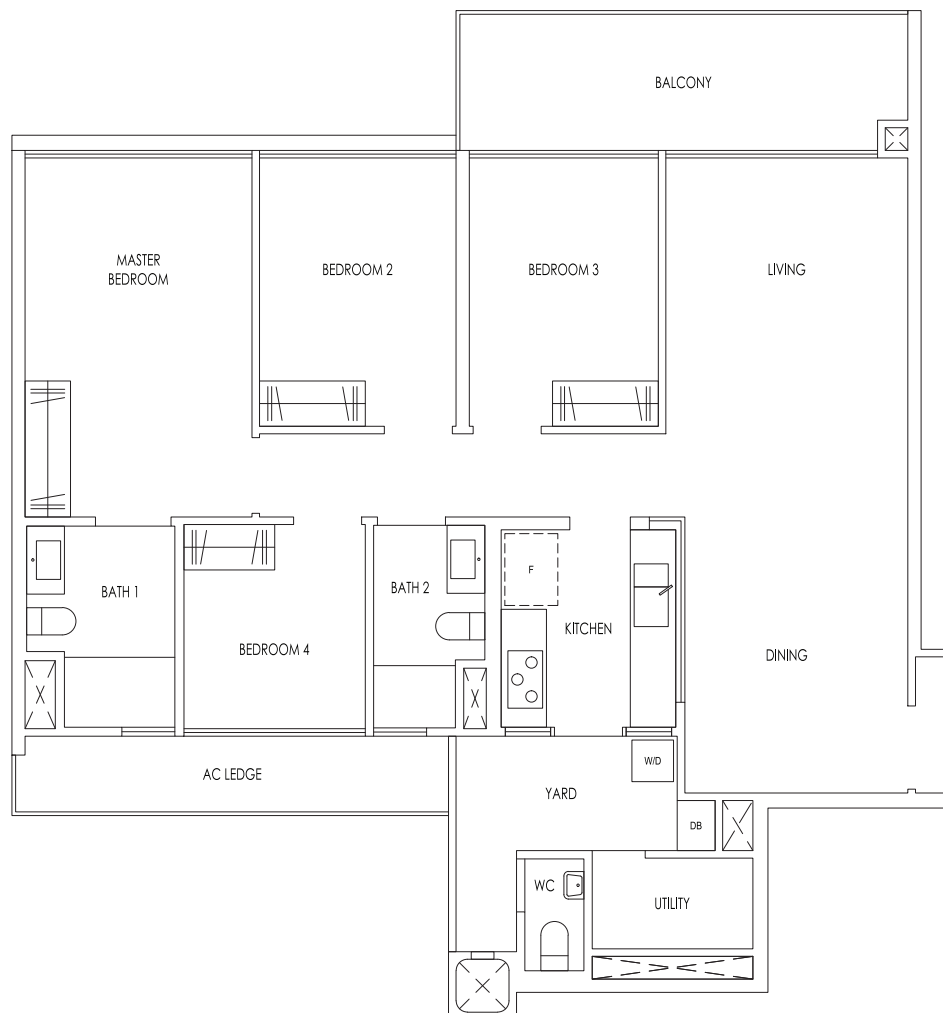 BALCONY
MASTER
BEDROOM
BEDROOM 2
BEDROOM 3
LIVING
BATH 1
BEDROOM 4
BATH 2
F
KITCHEN
DINING
AC LEDGE
YARD
W/D
DB
WC
UTILITY